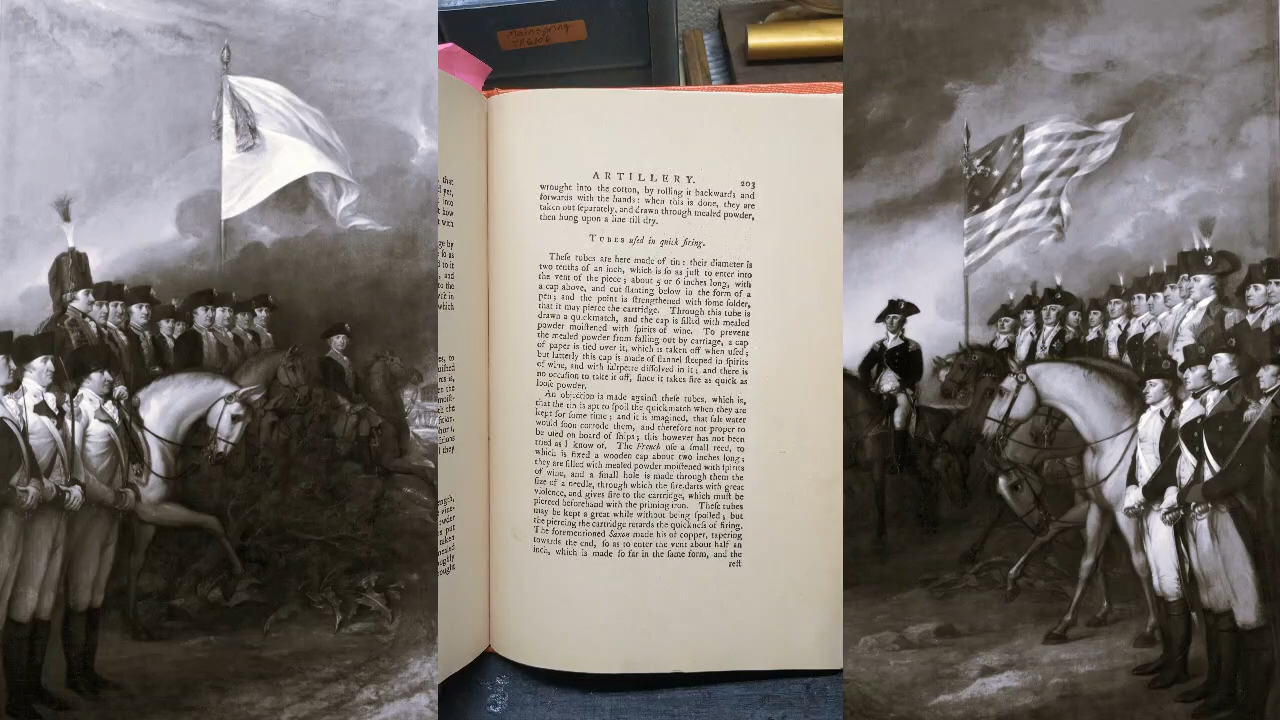 Mainspring
ARTILLERY. 203
wrought into the cotton, by rolling it backwards and
forwards with the hands: when this is done, they are
taken out ſeparately, and drawn through mealed powder,
then hung upon a line till dry.
TUBES uſed in quick firing.
Theſe tubes are here made of tin: their diameter is
two tenths of an inch, which is ſo as juſt to enter into
the vent of the piece; about 5 or 6 inches long, with
a cap above, and cut ſlanting below in the form of a
pen; and the point is ſtrengthened with ſome ſolder,
that it may pierce the cartridge. Through this tube is
drawn a quickmatch, and the cap is filled with mealed
powder moiſtened with ſpirits of wine. To prevent
the mealed powder from falling out by carriage, a cap
of paper is tied over it, which is taken off when uſed;
but latterly this cap is made of flannel ſteeped in ſpirits
of wine, and with ſaltpetre diſſolved in it; and there is
no occaſion to take it off, ſince it takes fire as quick as
looſe powder.
An objection is made againſt theſe tubes, which is,
that the tin is apt to ſpoil the quickmatch when they are
kept for ſome time; and it is imagined, that ſalt water
would ſoon corrode them, and therefore not proper to
be uſed on board of ſhips; this however has not been
tried as I know of. The French uſe a ſmall reed, to
which is fixed a wooden cap about two inches long;
they are filled with mealed powder moiſtened with ſpirits
of wine, and a ſmall hole is made through them the
ſize of a needle, through which the fire darts with great
violence, and gives fire to the cartridge, which muſt be
pierced beforehand with the priming iron. Theſe tubes
may be kept a great while without being ſpoiled; but
the piercing the cartridge retards the quickneſs of firing.
The forementioned Saxon made his of copper, tapering
towards the end, ſo as to enter the vent about half an
inch, which is made ſo far in the ſame form, and the
reſt